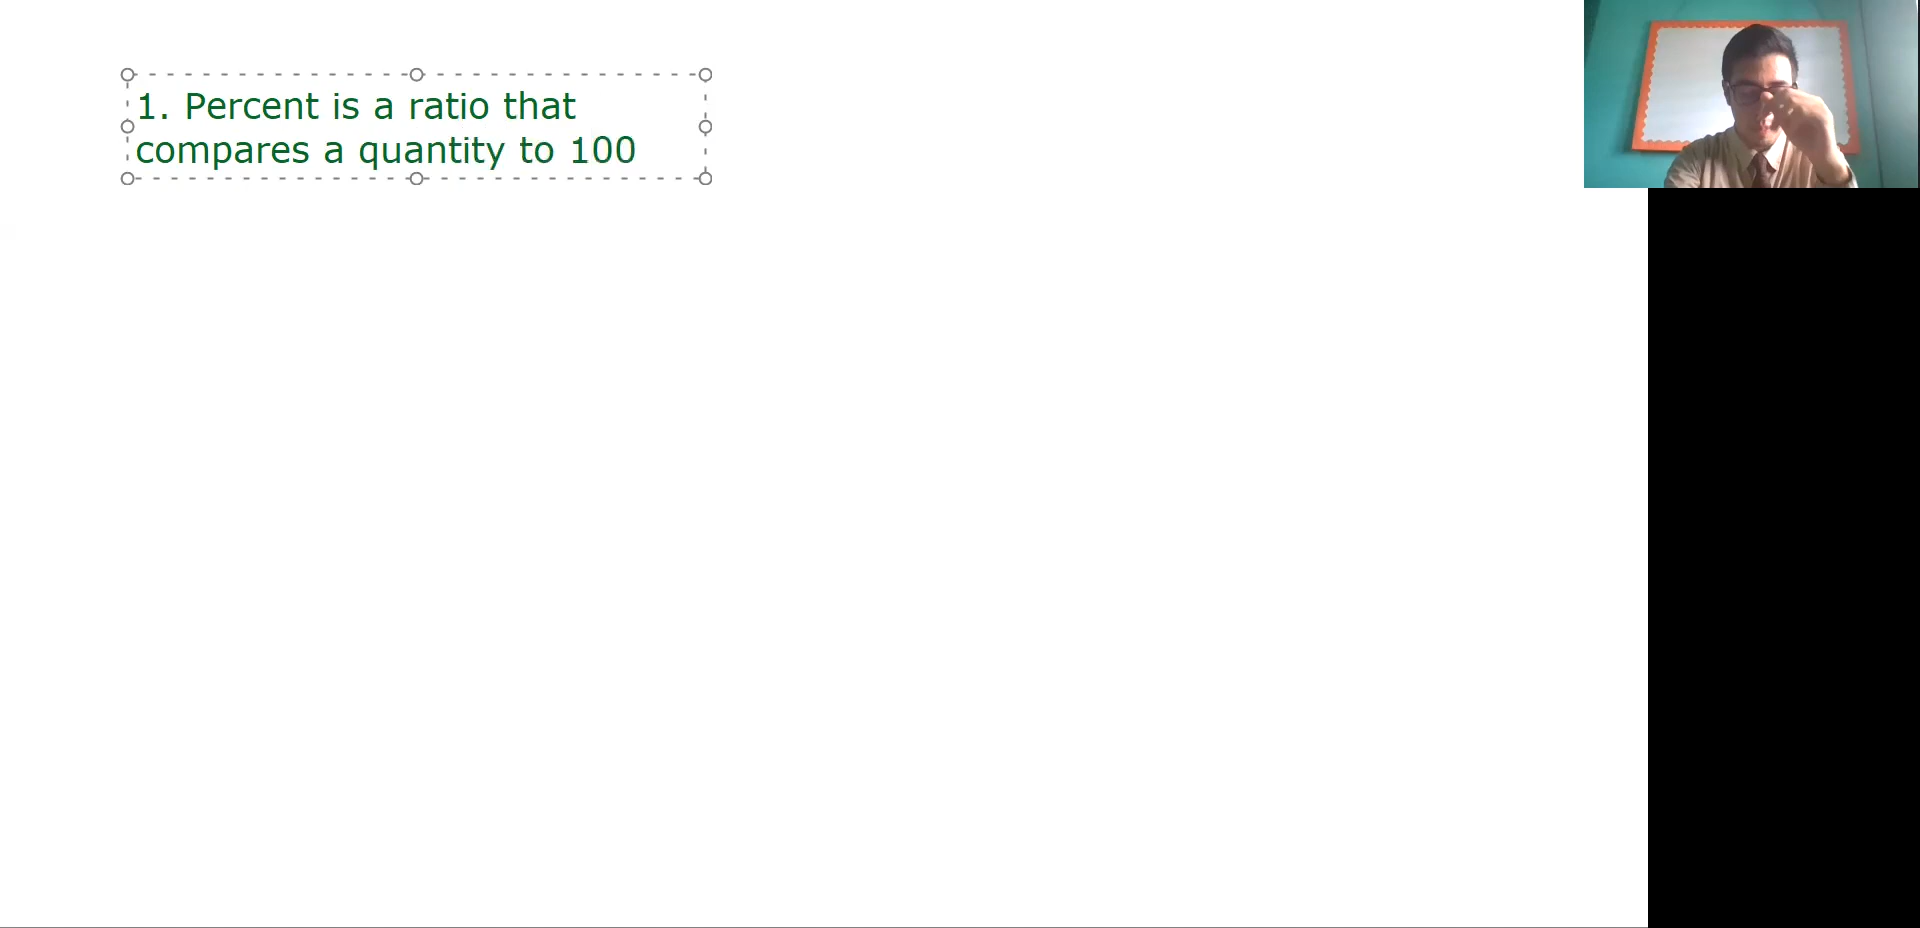 1. Percent is a ratio that
compares a quantity to 100